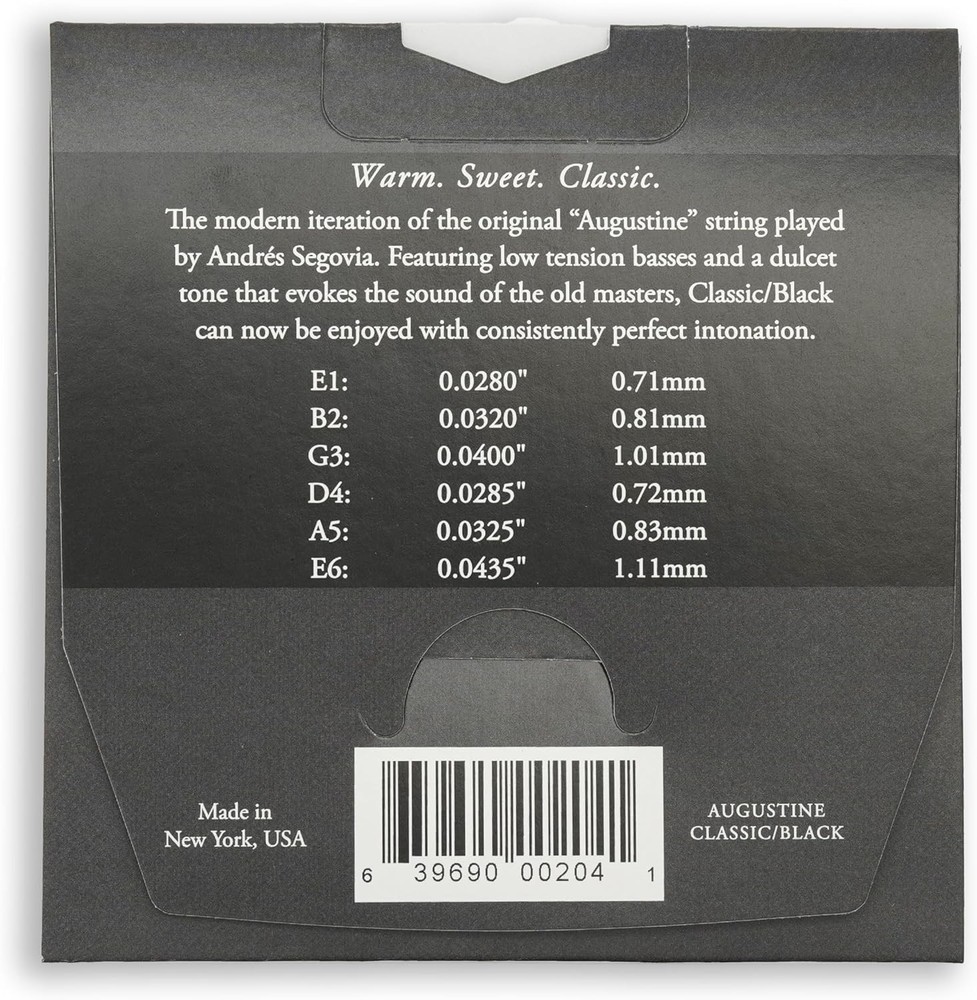 Warm. Sweet. Classic.
The modern iteration of the original “Augustine” string played
by Andrés Segovia. Featuring low tension basses and a dulcet
tone that evokes the sound of the old masters, Classic/Black
can now be enjoyed with consistently perfect intonation.
E1: 0.0280" 0.71mm
B2: 0.0320" 0.81mm
G3: 0.0400" 1.01mm
D4: 0.0285" 0.72mm
A5: 0.0325" 0.83mm
E6: 0.0435" 1.11mm
Made in
New York, USA
6 39690 00204 1
AUGUSTINE
CLASSIC/BLACK